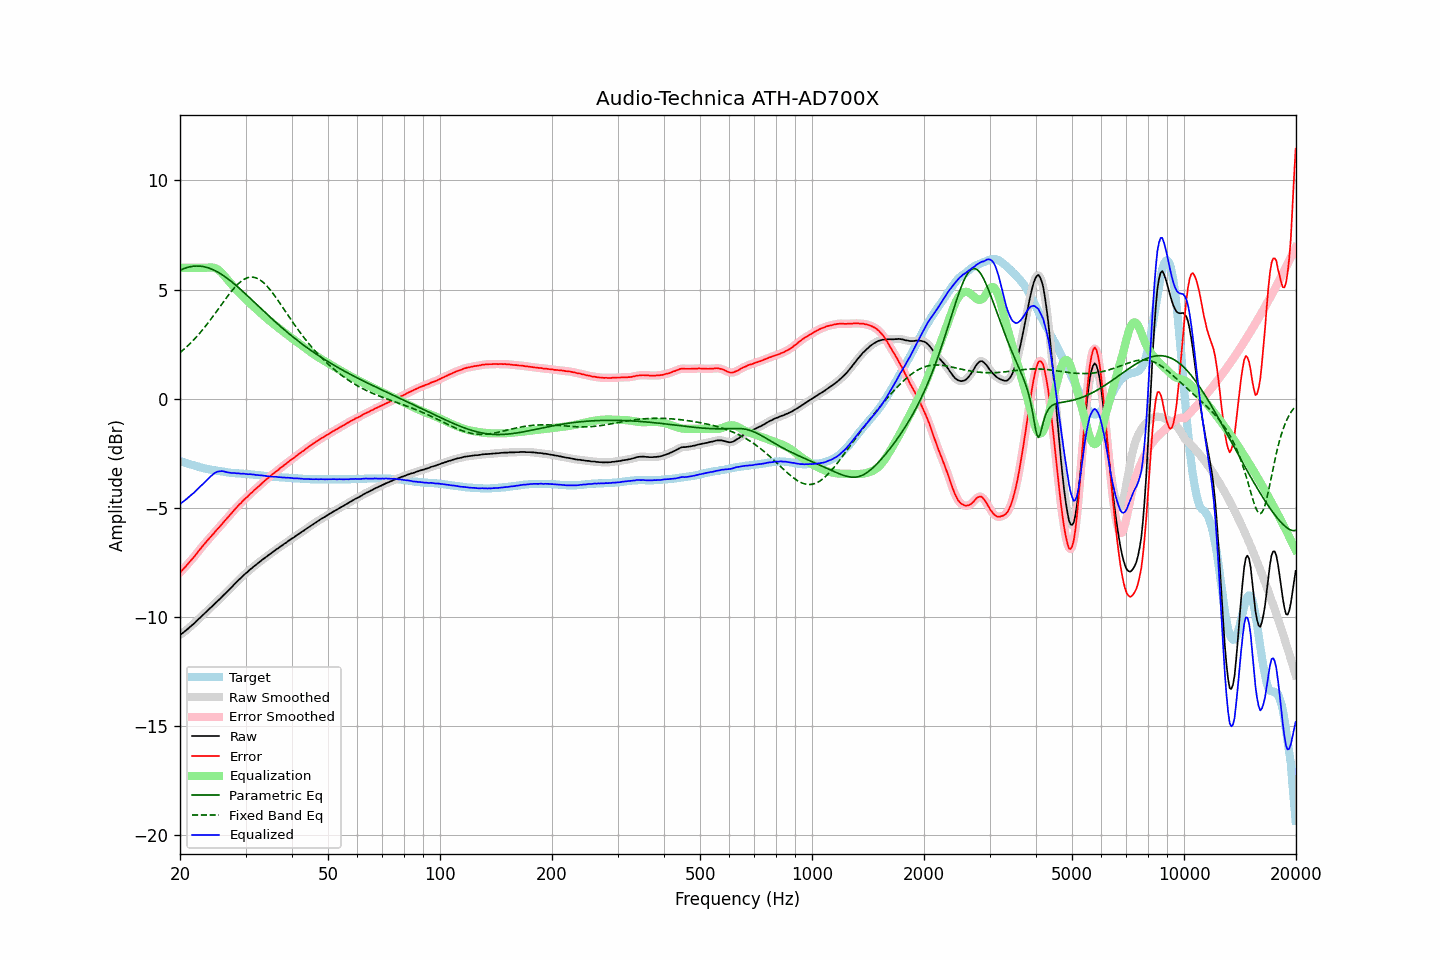 Audio-Technica ATH-AD700X
Amplitude (dBr)
10
5
0
−5
−10
−15
−20
Target
Raw Smoothed
Error Smoothed
Raw
Error
Equalization
Parametric Eq
Fixed Band Eq
Equalized
20 50 100 200 500 1000 2000 5000 10000 20000
Frequency (Hz)